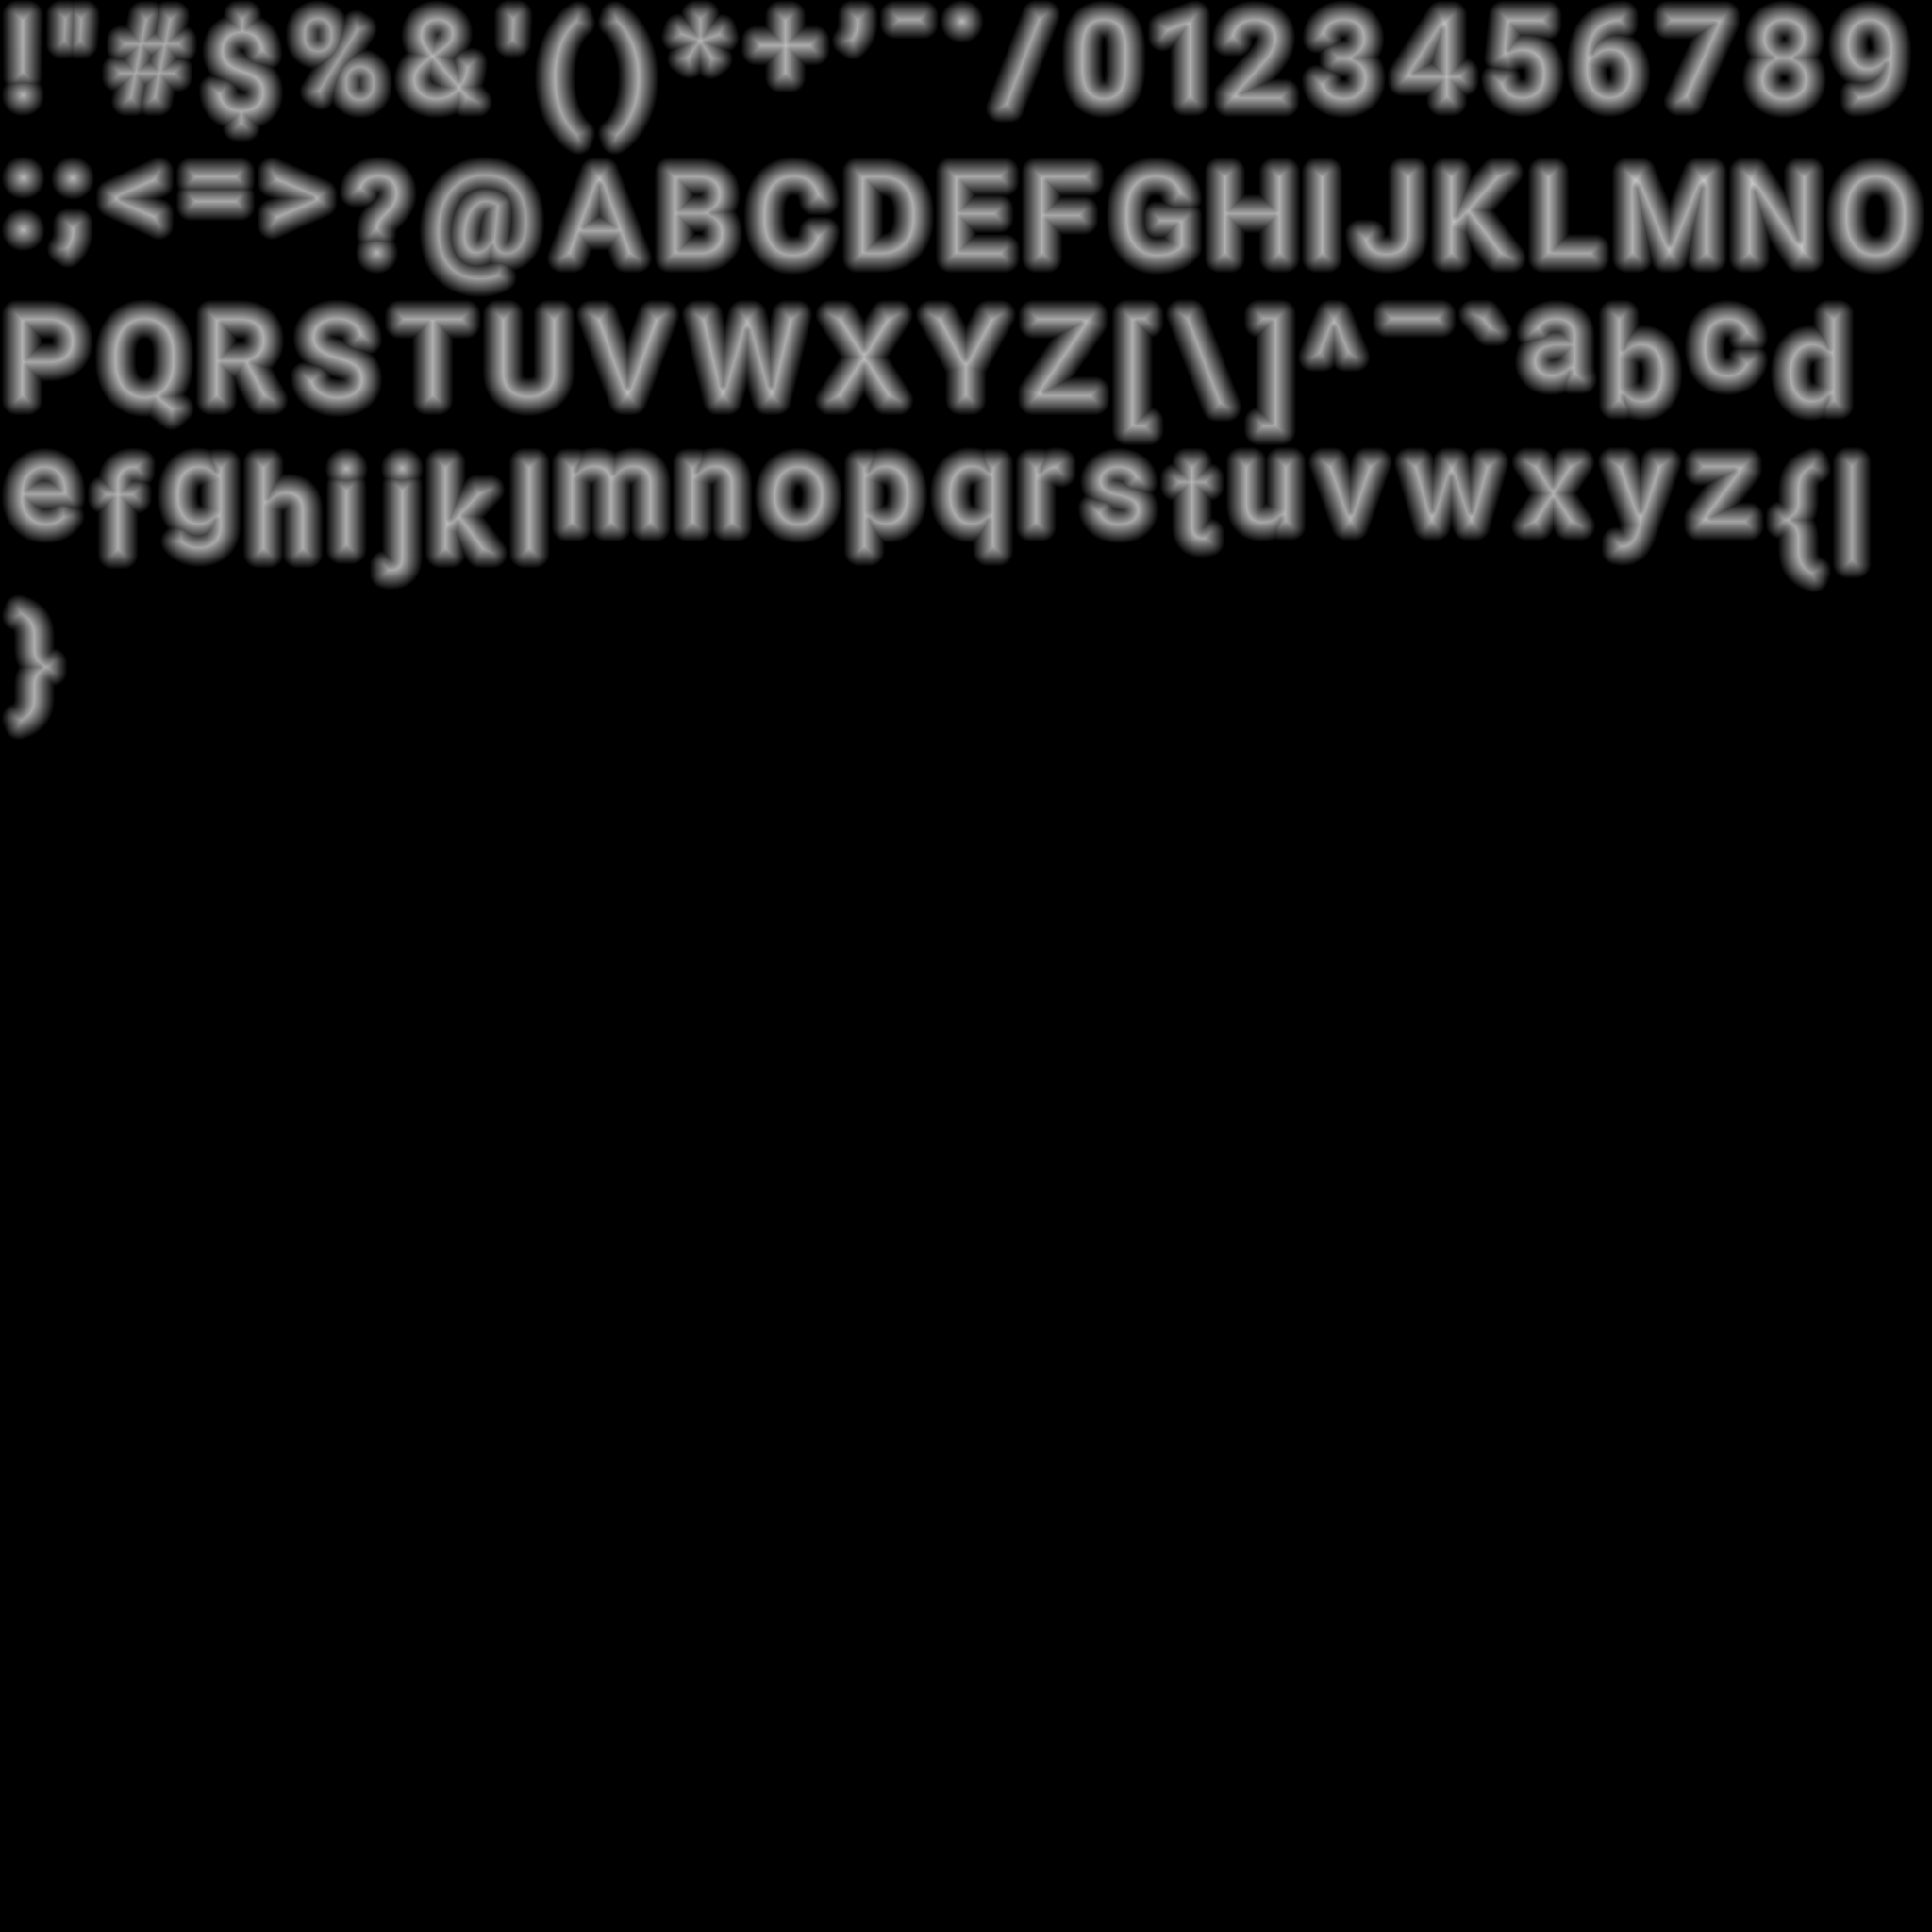 !"#$%&'()*+,-./0123456789
:;<=>?@ABCDEFGHIJKLMNO
PQRSTUVWXYZ[\]^_`abcd
efghijklmnopqrstuvwxyz{|
}